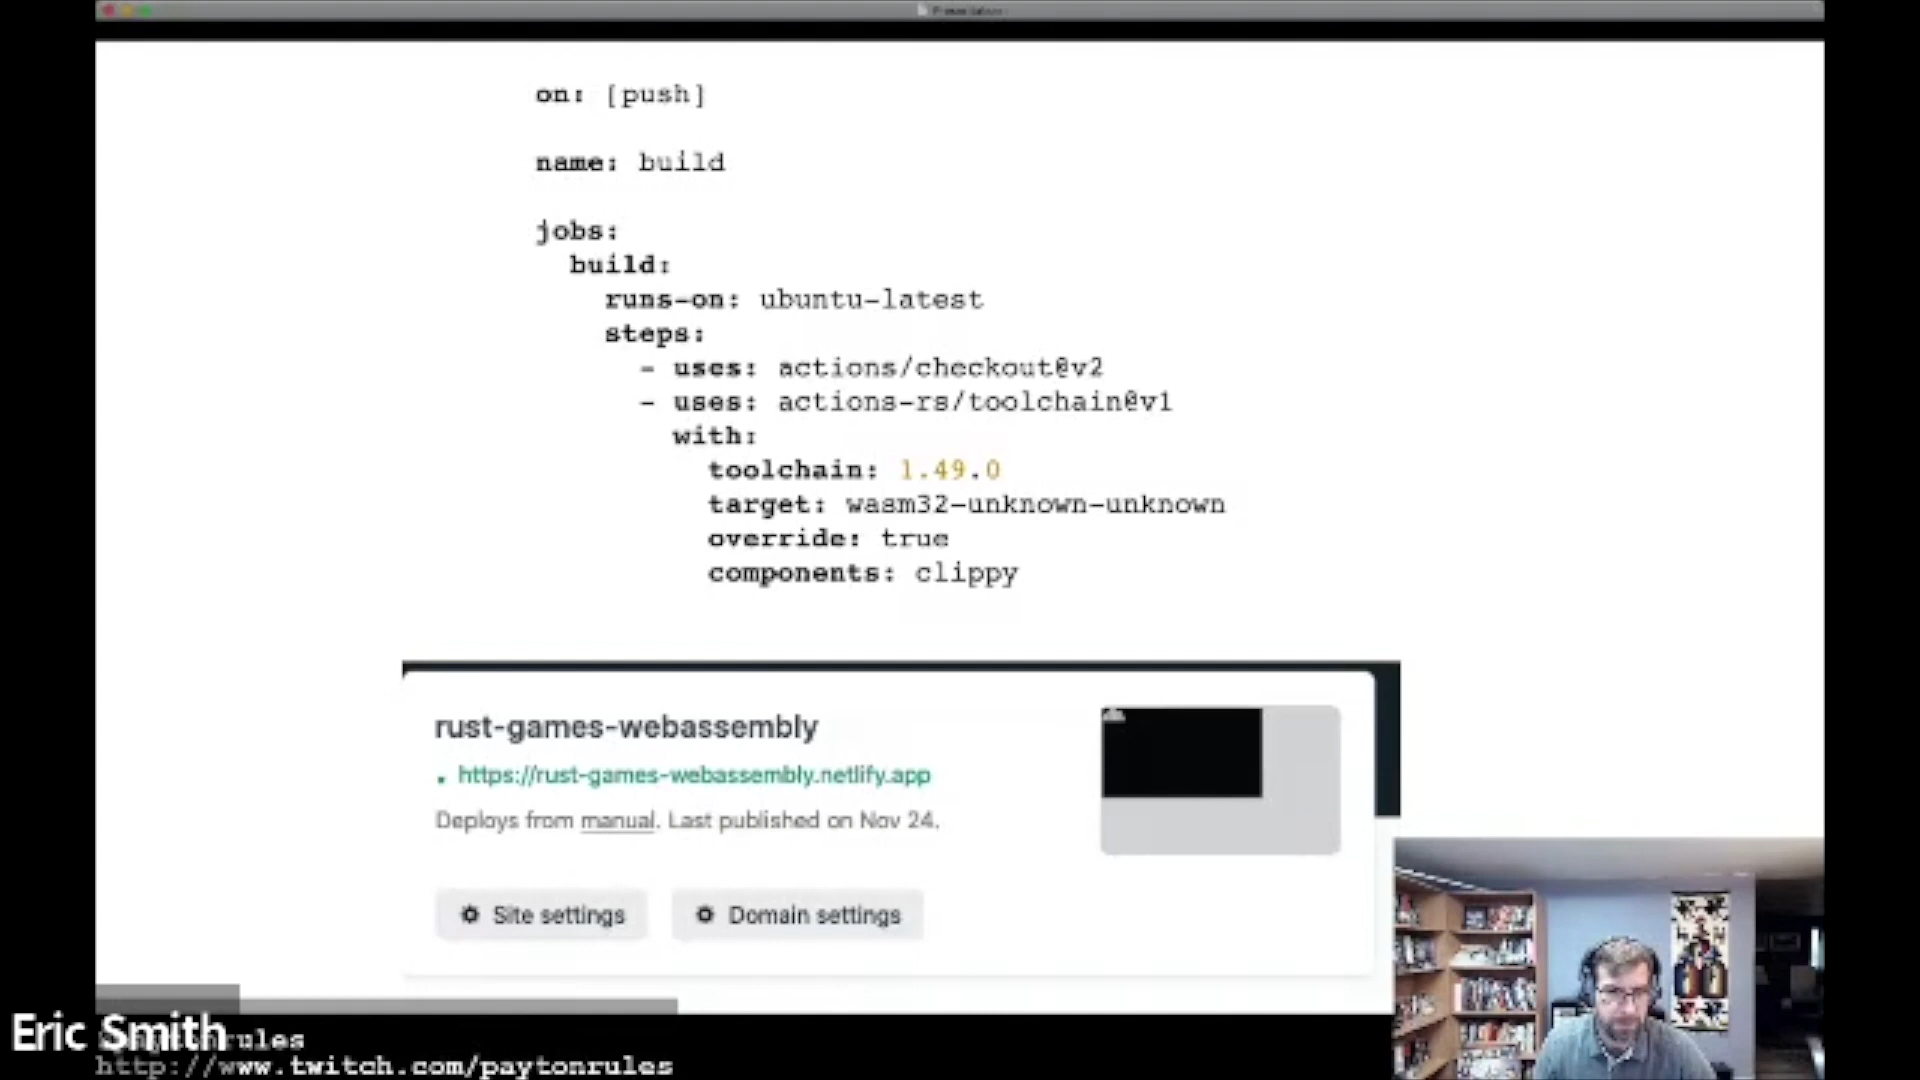 on: [push]
name: build
jobs:
build:
runs-on: ubuntu-latest
steps:
- uses: actions/checkout@v2
- uses: actions-rs/toolchain@v1
with:
toolchain: 1.49.0
target: wasm32-unknown-unknown
override: true
components: clippy
rust-games-webassembly
https://rust-games-webassembly.netlify.app
Deploys from manual. Last published on Nov 24.
Site settings
Domain settings
Eric Smith
http://www.twitch.com/paytonrules